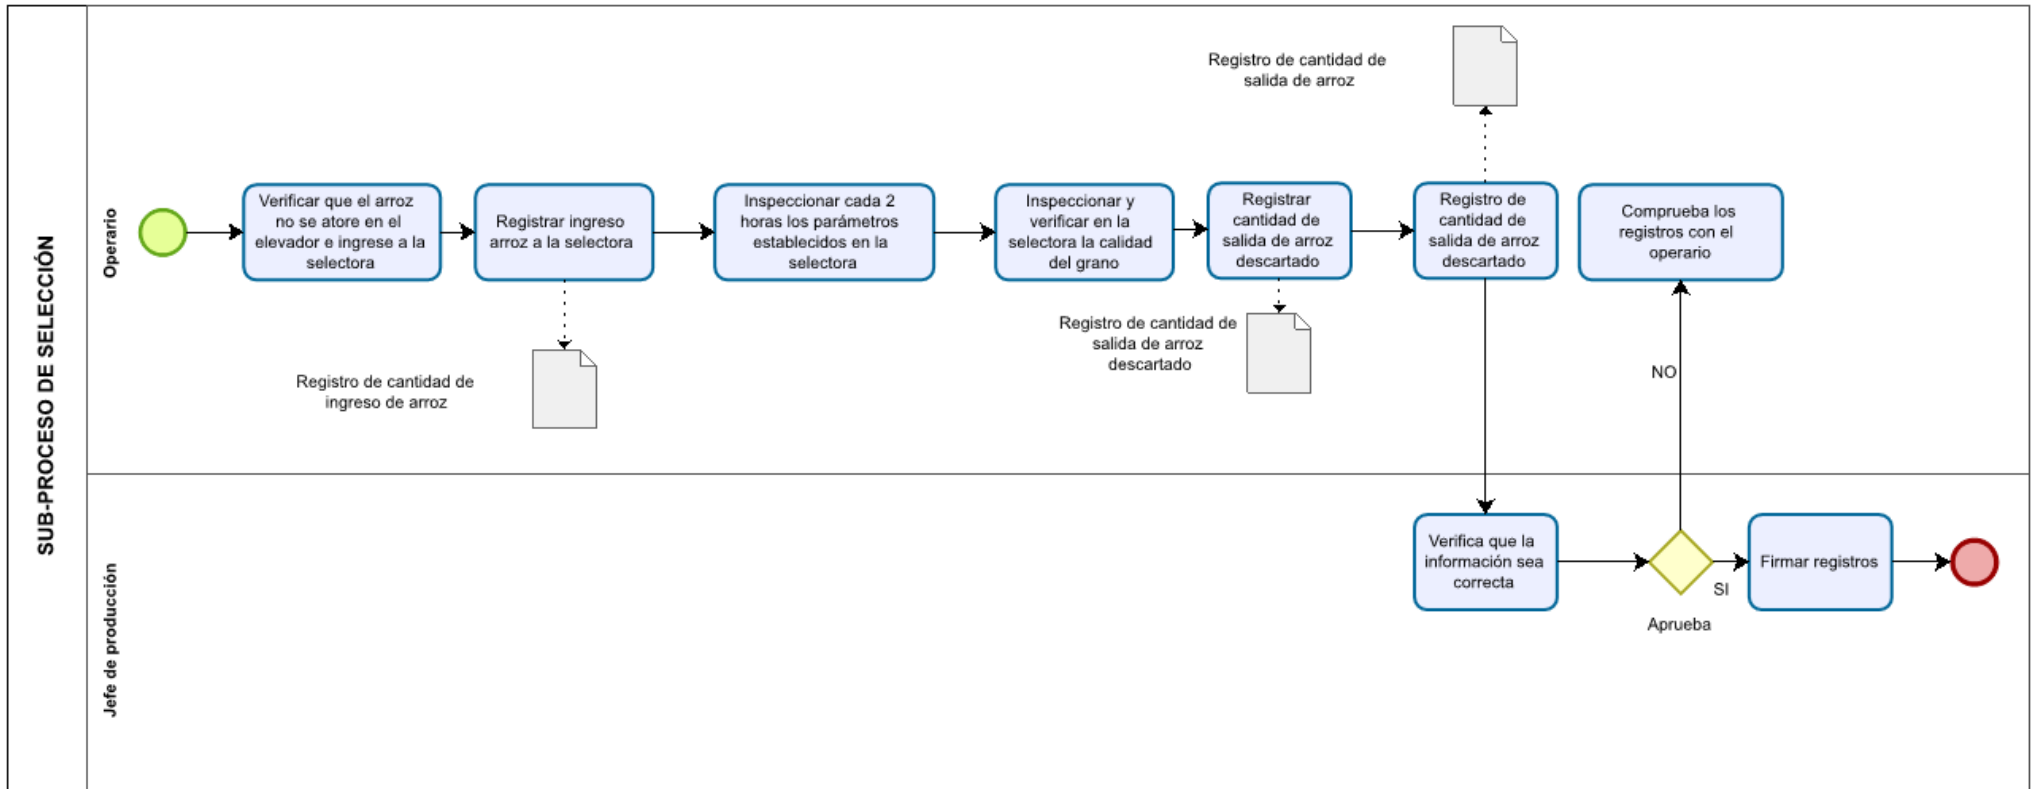 SUB-PROCESO DE SELECCIÓN
Operario
Verificar que el arroz
no se atore en el
elevador e ingrese a la
selectora
Registrar ingreso
arroz a la selectora
Registro de cantidad de
ingreso de arroz
Inspeccionar cada 2
horas los parámetros
establecidos en la
selectora
Inspeccionar y
verificar en la
selectora la calidad
del grano
Registrar
cantidad de
salida de arroz
descartado
Registro de cantidad de
salida de arroz
descartado
Registro de
cantidad de
salida de arroz
descartado
Registro de cantidad de
salida de arroz
Comprueba los
registros con el
operario
NO
Jefe de producción
Verifica que la
información sea
correcta
Aprueba
SI
Firmar registros